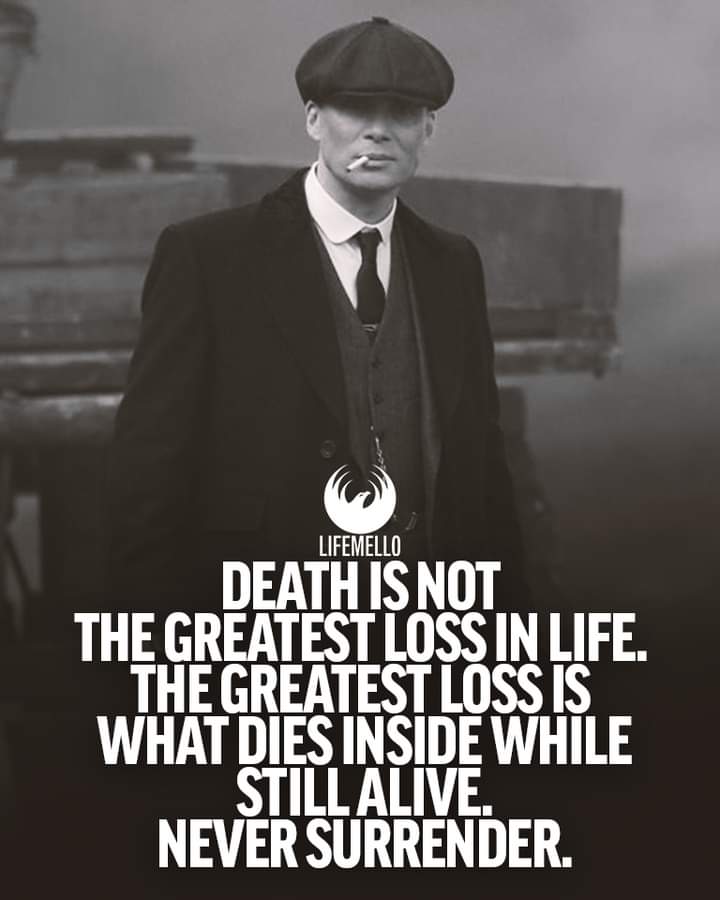 LIFEMELLO
DEATH IS NOT
THE GREATEST LOSS IN LIFE.
THE GREATEST LOSS IS
WHAT DIES INSIDE WHILE
STILL ALIVE.
NEVER SURRENDER.